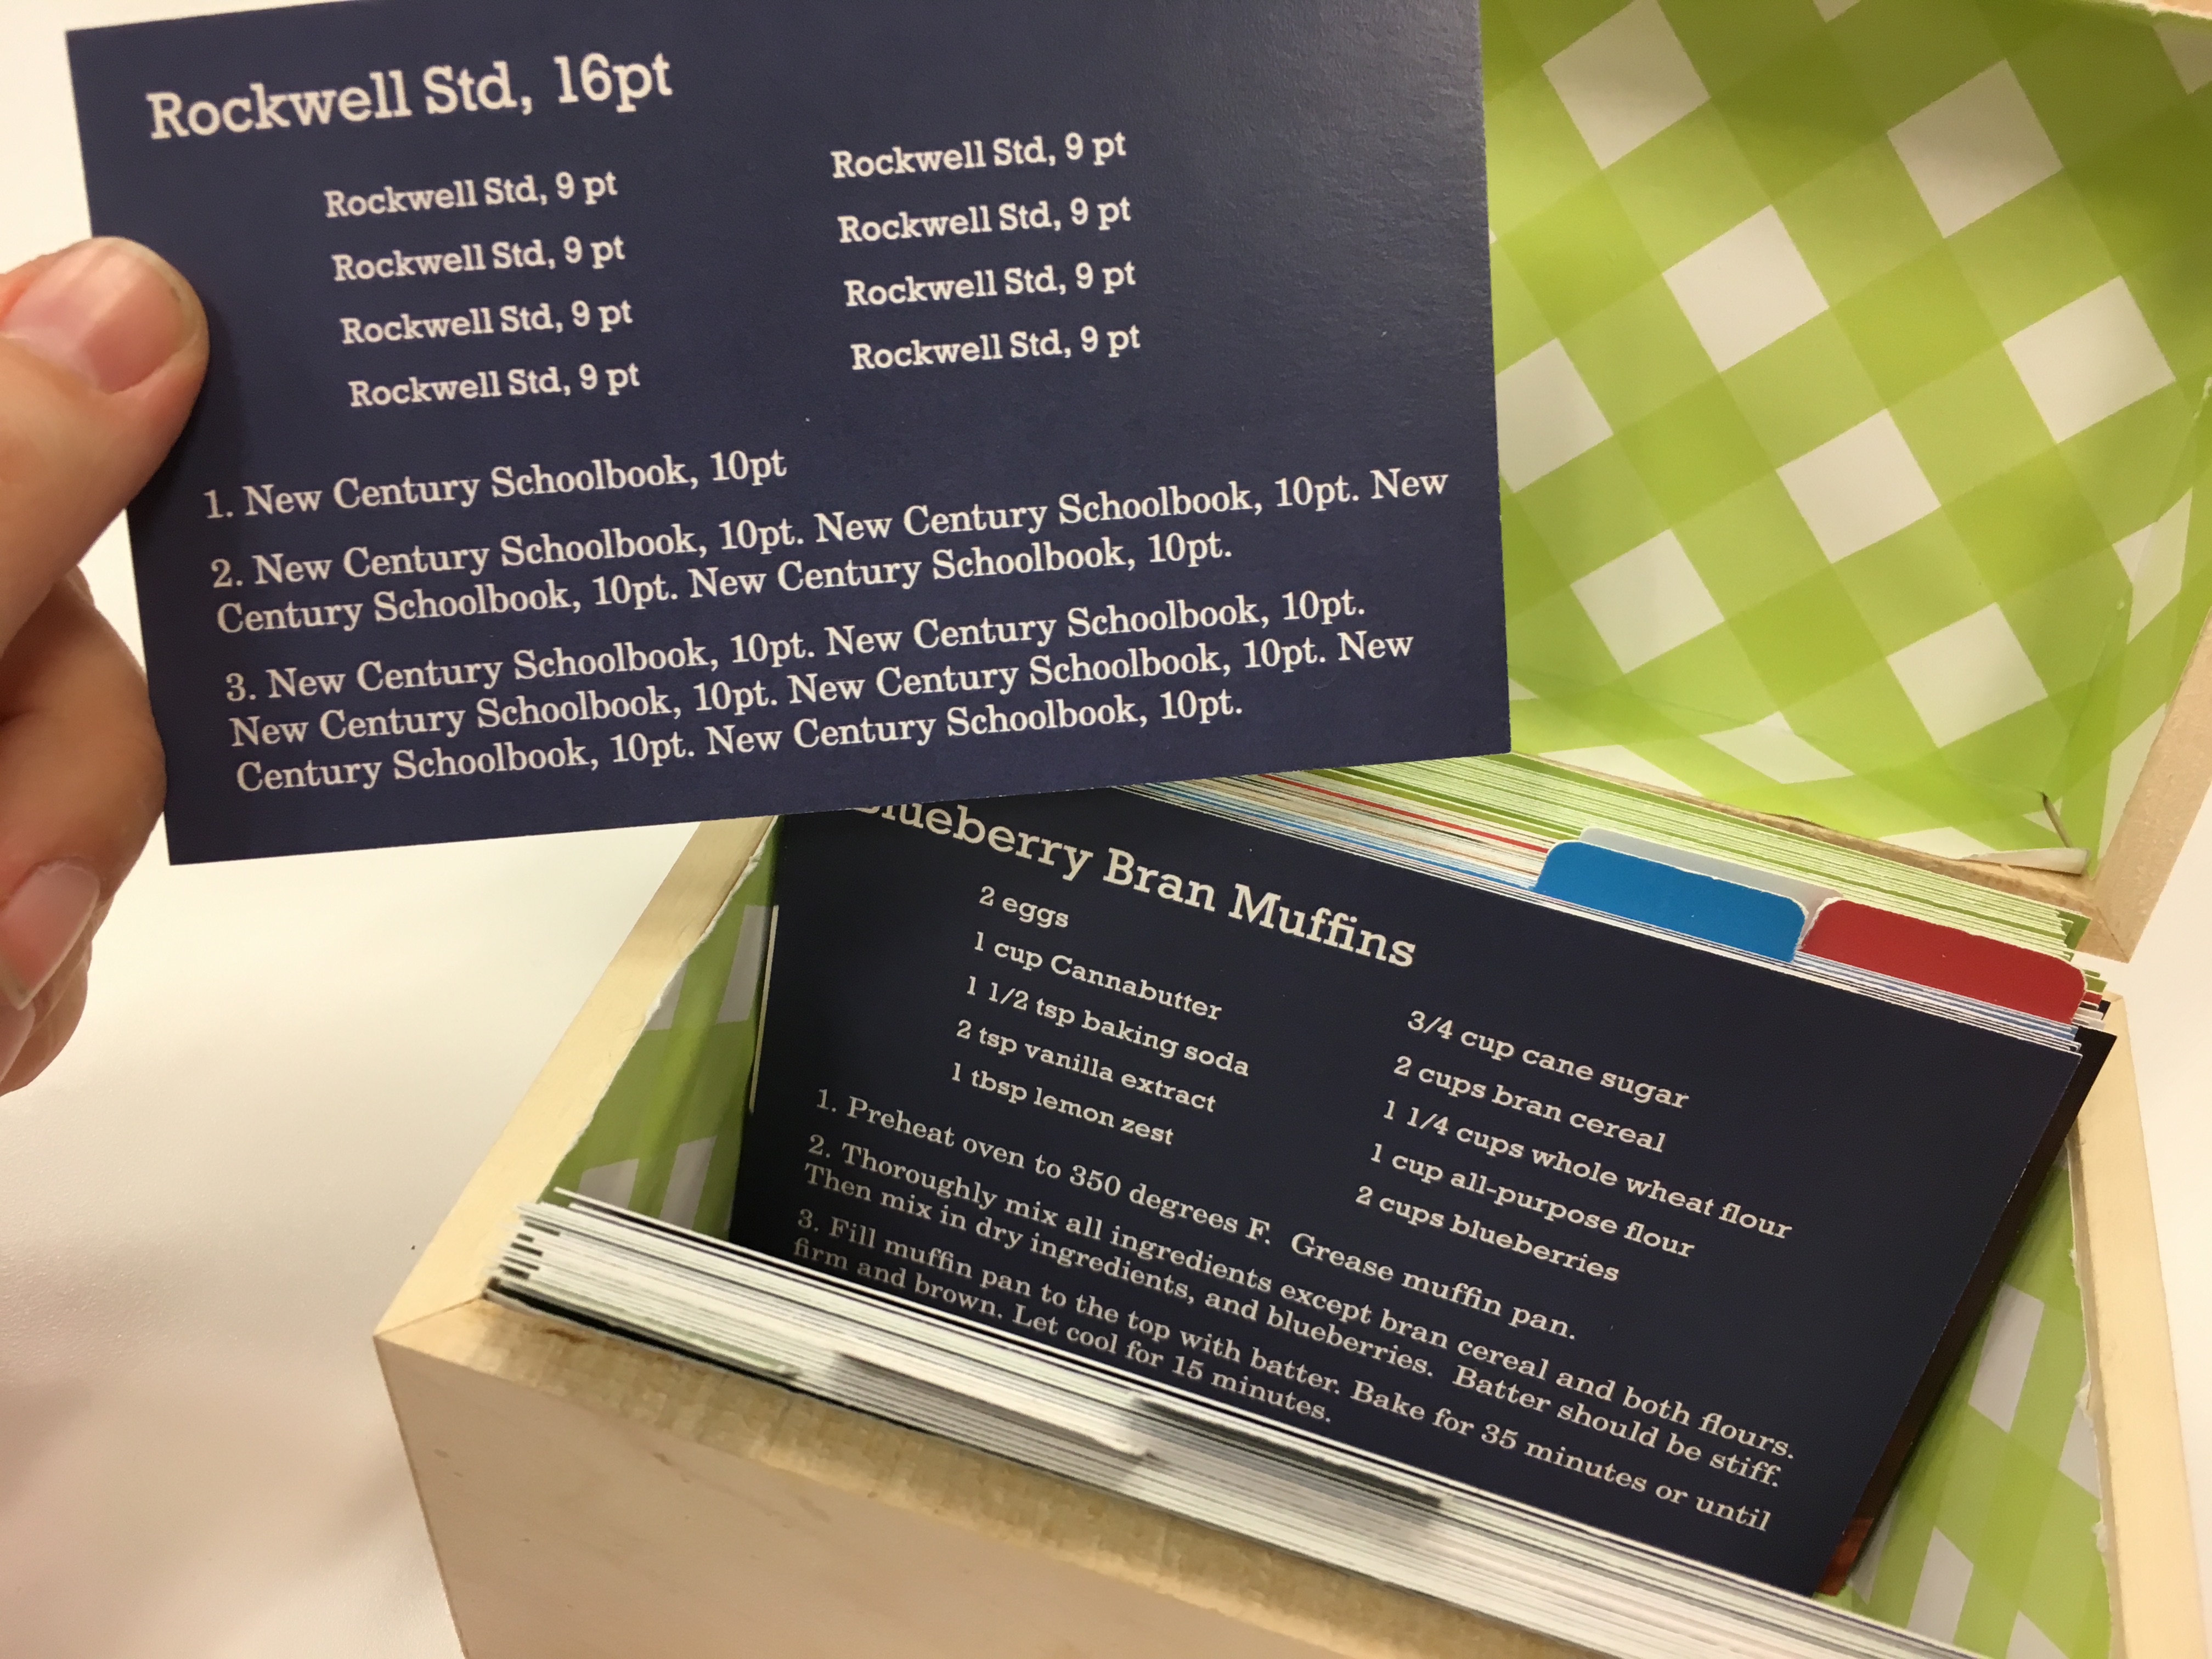 Rockwell Std, 16pt
Rockwell Std, 9 pt
Rockwell Std, 9 pt
Rockwell Std, 9 pt
Rockwell Std, 9 pt
Rockwell Std, 9 pt
Rockwell Std, 9 pt
Rockwell Std, 9 pt
Rockwell Std, 9 pt
1. New Century Schoolbook, 10pt
2. New Century Schoolbook, 10pt. New Century Schoolbook, 10pt. New
Century Schoolbook, 10pt. New Century Schoolbook, 10pt.
3. New Century Schoolbook, 10pt. New Century Schoolbook, 10pt.
New Century Schoolbook, 10pt. New Century Schoolbook, 10pt. New
Century Schoolbook, 10pt. New Century Schoolbook, 10pt.
Blueberry Bran Muffins
2 eggs
1 cup Cannabutter
1 1/2 tsp baking soda
2 tsp vanilla extract
1 tbsp lemon zest
3/4 cup cane sugar
2 cups bran cereal
1 1/4 cups whole wheat flour
1 cup all-purpose flour
2 cups blueberries
1. Preheat oven to 350 degrees F. Grease muffin pan.
2. Thoroughly mix all ingredients except bran cereal and both flours.
Then mix in dry ingredients, and blueberries. Batter should be stiff.
3. Fill muffin pan to the top with batter. Bake for 35 minutes or until
firm and brown. Let cool for 15 minutes.